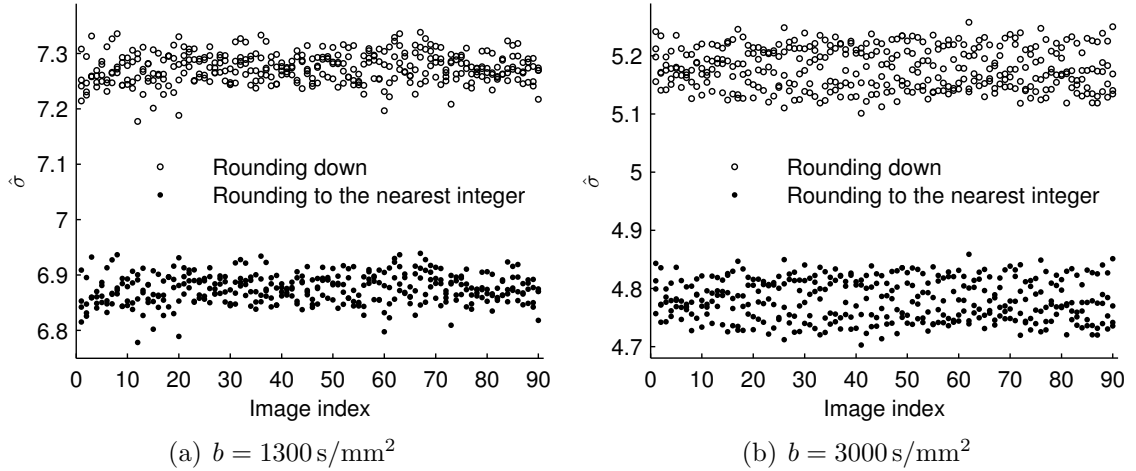 7.3
7.2
7.1
7
6.9
6.8
σ̂
Rounding down
Rounding to the nearest integer
0 10 20 30 40 50 60 70 80 90
Image index
(a) b = 1300 s/mm²
5.2
5.1
5
4.9
4.8
4.7
σ̂
Rounding down
Rounding to the nearest integer
0 10 20 30 40 50 60 70 80 90
Image index
(b) b = 3000 s/mm²